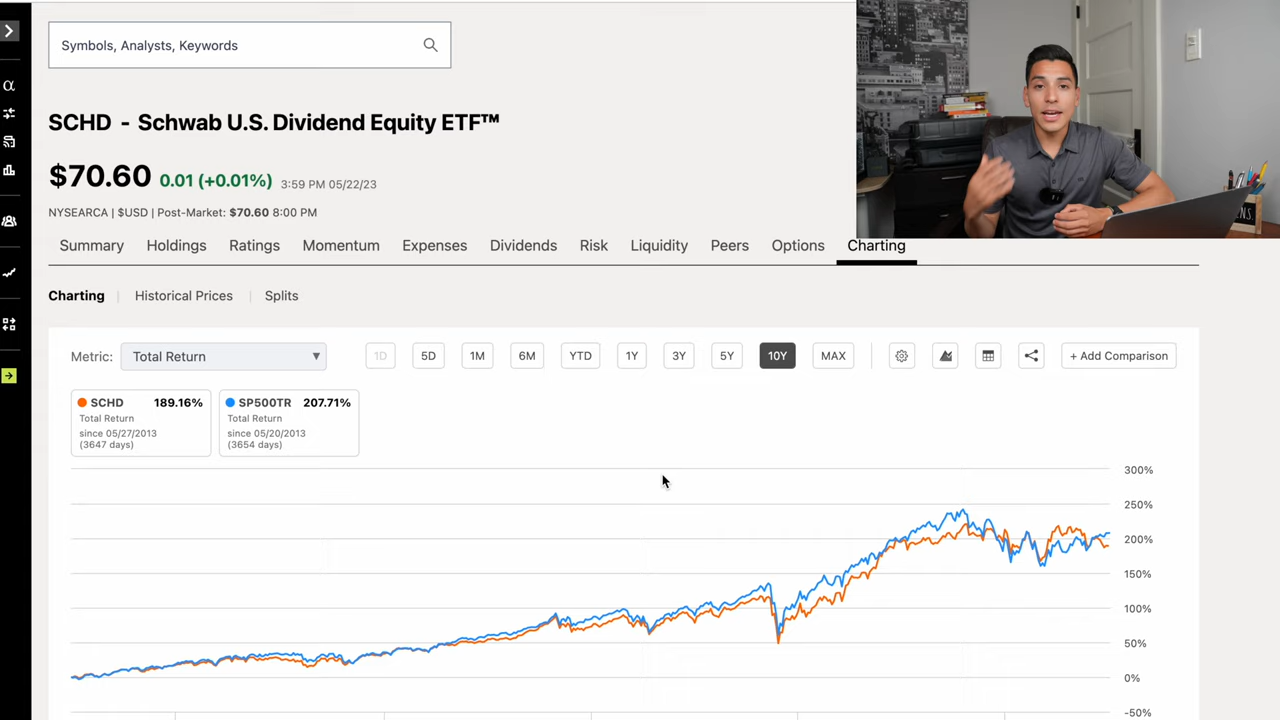 Symbols, Analysts, Keywords
α
SCHD - Schwab U.S. Dividend Equity ETF™
$70.60 0.01 (+0.01%) 3:59 PM 05/22/23
NYSEARCA | $USD | Post-Market: $70.60 8:00 PM
Summary Holdings Ratings Momentum Expenses Dividends Risk Liquidity Peers Options Charting
Charting | Historical Prices | Splits
Metric: Total Return ▼ 1D 5D 1M 6M YTD 1Y 3Y 5Y 10Y MAX + Add Comparison
SCHD 189.16%
Total Return
since 05/27/2013
(3647 days)
SP500TR 207.71%
Total Return
since 05/20/2013
(3654 days)
300%
250%
200%
150%
100%
50%
0%
-50%